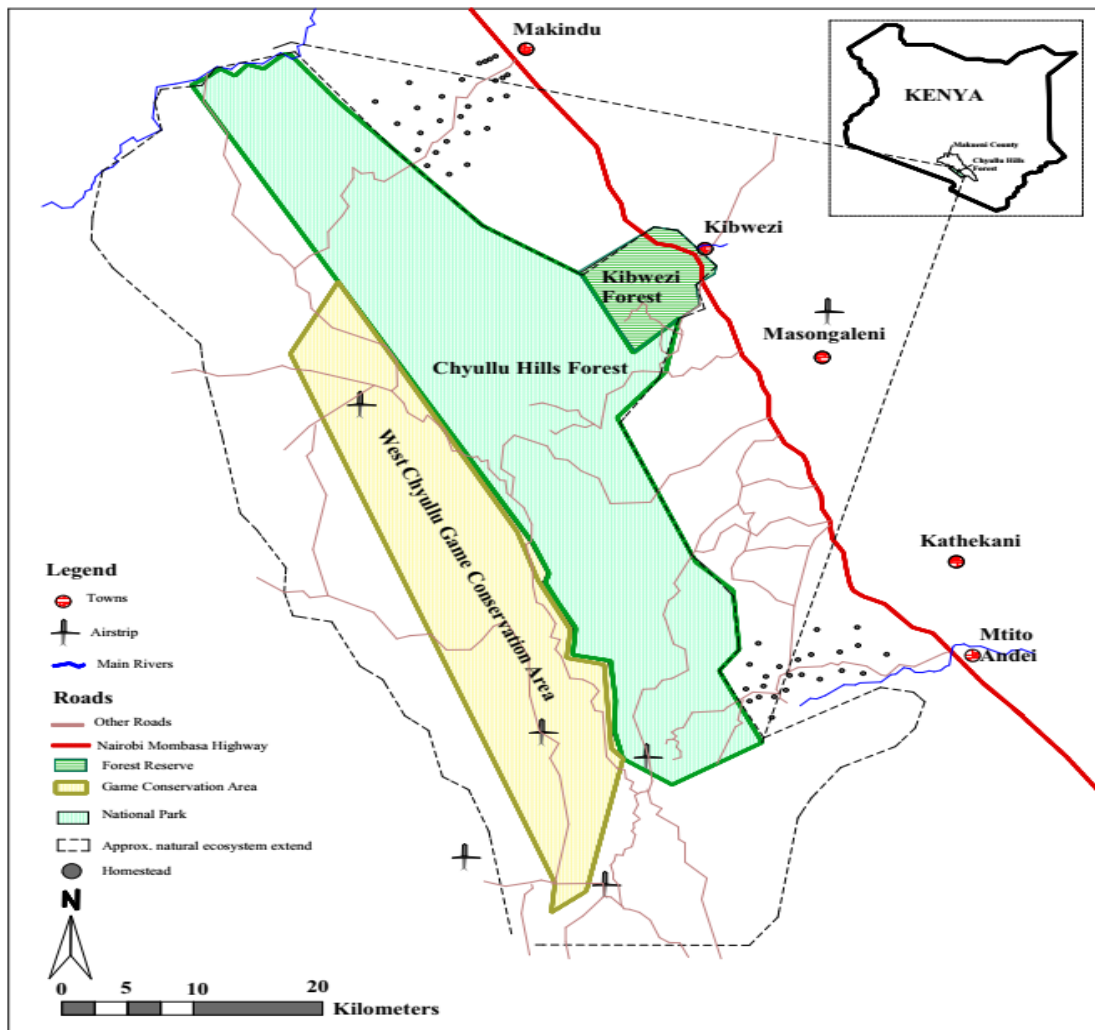 Makindu
KENYA
Makueni County
Chyullu Hills
Forest
Kibwezi
Kibwezi
Forest
Masongaleni
Chyullu Hills Forest
West Chyullu Game Conservation Area
Kathekani
Mtito
Andei
Legend
Towns
Airstrip
Main Rivers
Roads
Other Roads
Nairobi Mombasa Highway
Forest Reserve
Game Conservation Area
National Park
Approx. natural ecosystem extend
Homestead
N
0 5 10 20
Kilometers